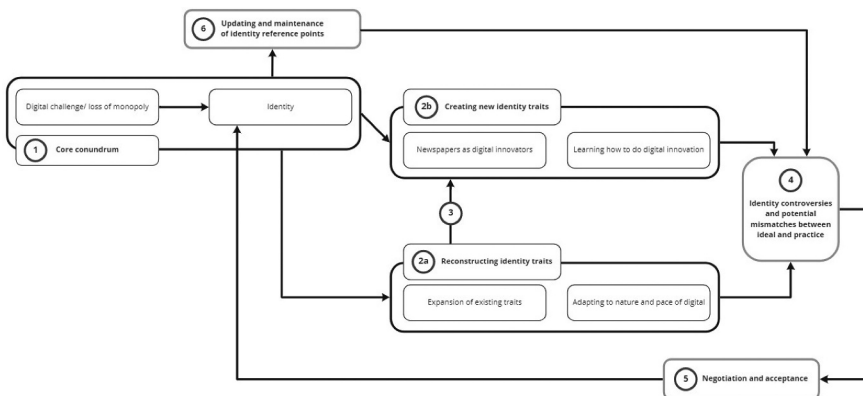 6 Updating and maintenance
of identity reference points
Digital challenge/ loss of monopoly
Identity
1 Core conundrum
2b Creating new identity traits
Newspapers as digital innovators
Learning how to do digital innovation
3
4
Identity controversies
and potential
mismatches between
ideal and practice
2a Reconstructing identity traits
Expansion of existing traits
Adapting to nature and pace of digital
5 Negotiation and acceptance